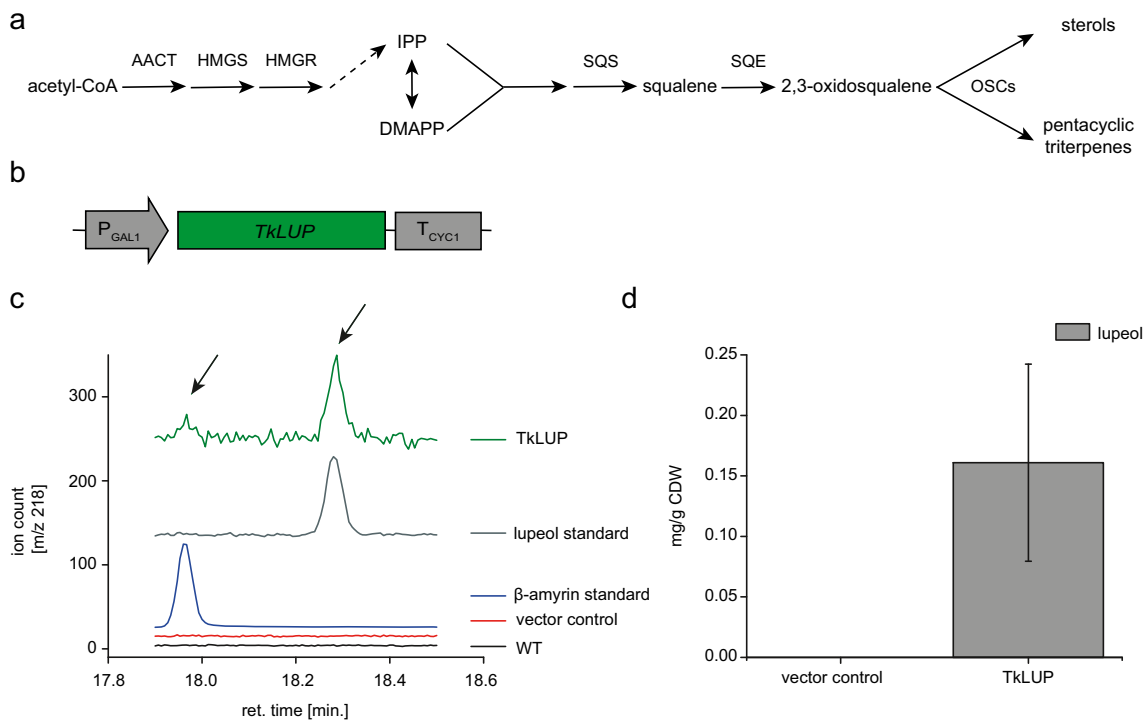 a
acetyl-CoA AACT HMGS HMGR IPP DMAPP SQS squalene SQE 2,3-oxidosqualene OSCs sterols
pentacyclic
triterpenes
b
PGAL1 TkLUP TCYC1
c
ion count
[m/z 218]
300
200
100
0
17.8 18.0 18.2 18.4 18.6
ret. time [min.]
TkLUP
lupeol standard
β-amyrin standard
vector control
WT
d
lupeol
mg/g CDW
0.25
0.20
0.15
0.10
0.05
0.00
vector control TkLUP